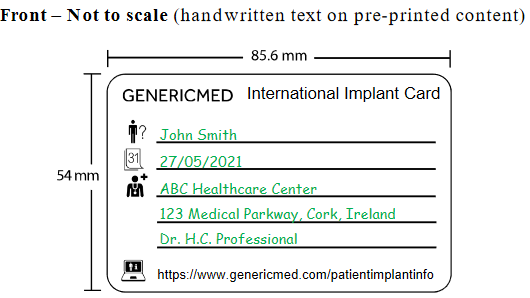 Front – Not to scale (handwritten text on pre-printed content)
85.6 mm
54 mm
GENERICMED International Implant Card
? John Smith
31 27/05/2021
ABC Healthcare Center
123 Medical Parkway, Cork, Ireland
Dr. H.C. Professional
https://www.genericmed.com/patientimplantinfo